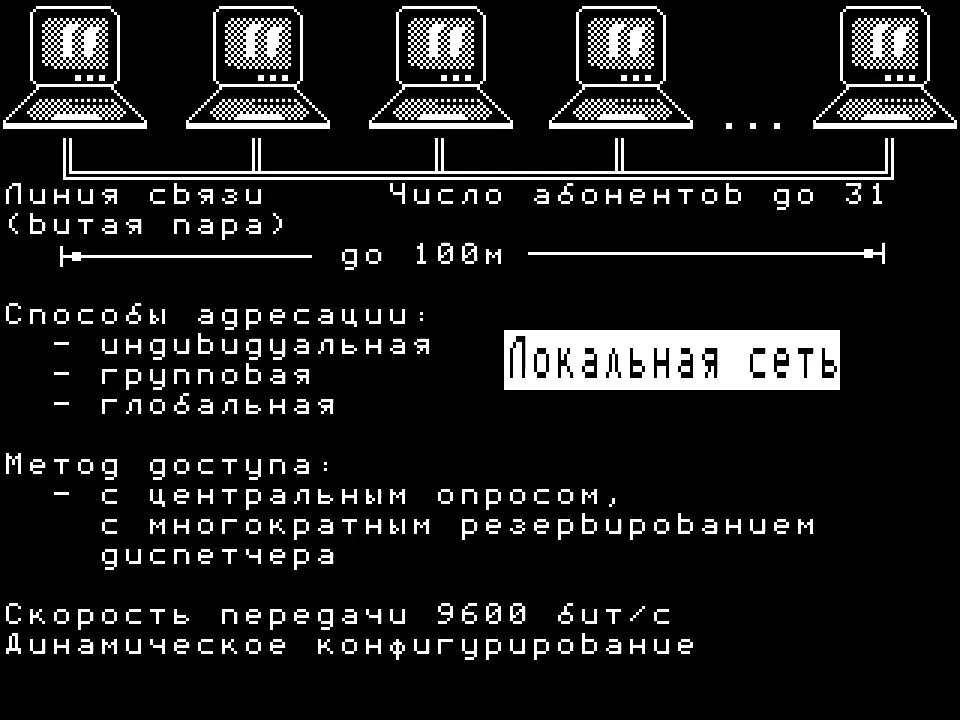 ...
Линия связи Число абонентов до 31
(витая пара)
до 100м
Способы адресации:
- индивидуальная
- групповая
- глобальная
Локальная сеть
Метод доступа:
- с центральным опросом,
с многократным резервированием
диспетчера
Скорость передачи 9600 бит/с
Динамическое конфигурирование